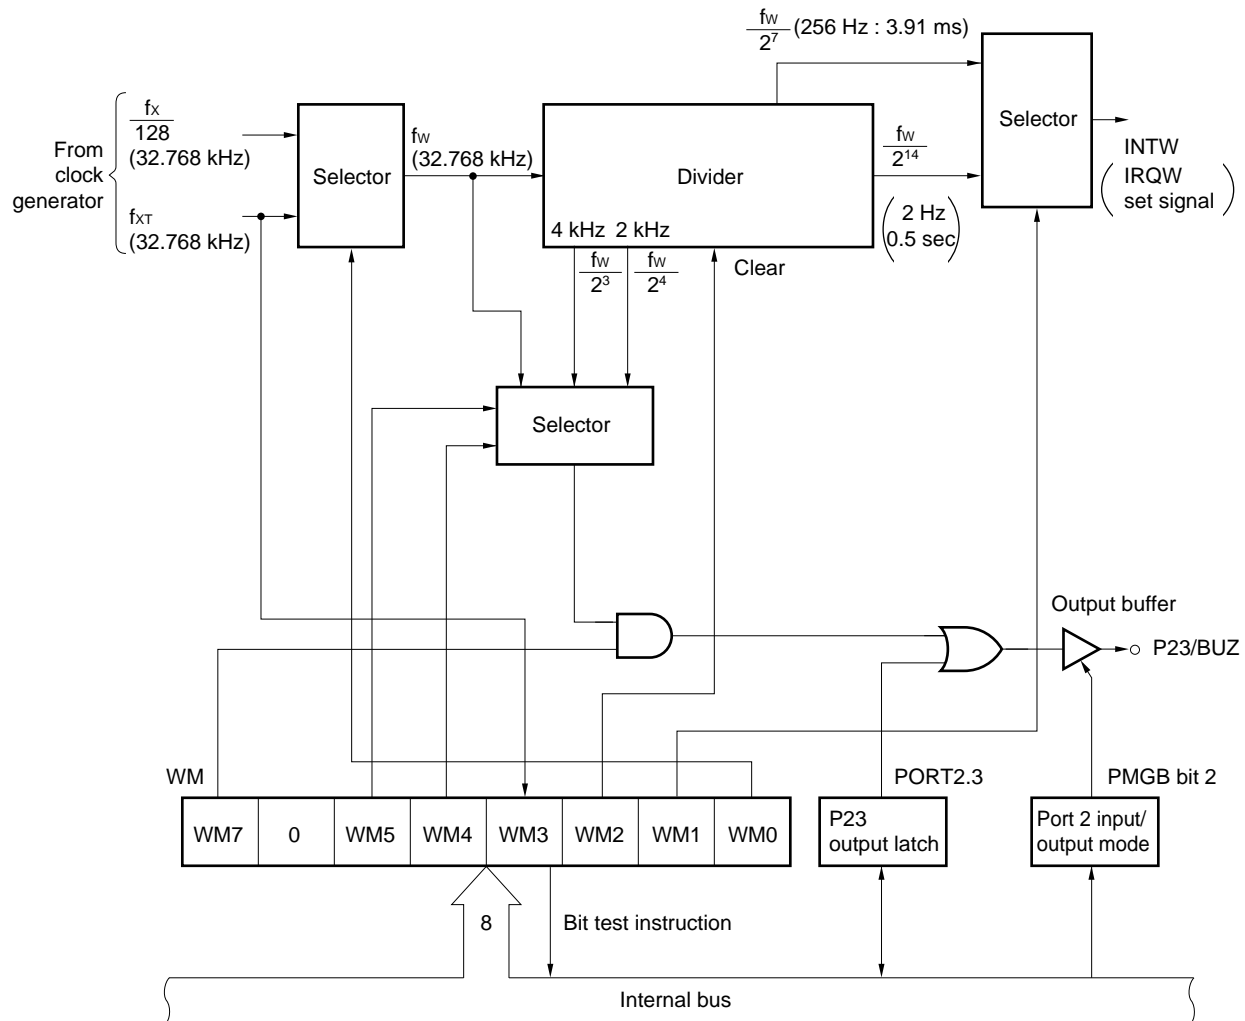 fW/2^7 (256 Hz : 3.91 ms)
From
clock
generator
fX/128
(32.768 kHz)
fXT
(32.768 kHz)
Selector
fW
(32.768 kHz)
Divider
4 kHz 2 kHz
fW/2^3
fW/2^4
Clear
fW/2^14
(2 Hz
0.5 sec)
Selector
INTW
(IRQW
set signal)
Selector
Output buffer
P23/BUZ
WM
PORT2.3
PMGB bit 2
WM7 0 WM5 WM4 WM3 WM2 WM1 WM0
P23
output latch
Port 2 input/
output mode
8
Bit test instruction
Internal bus